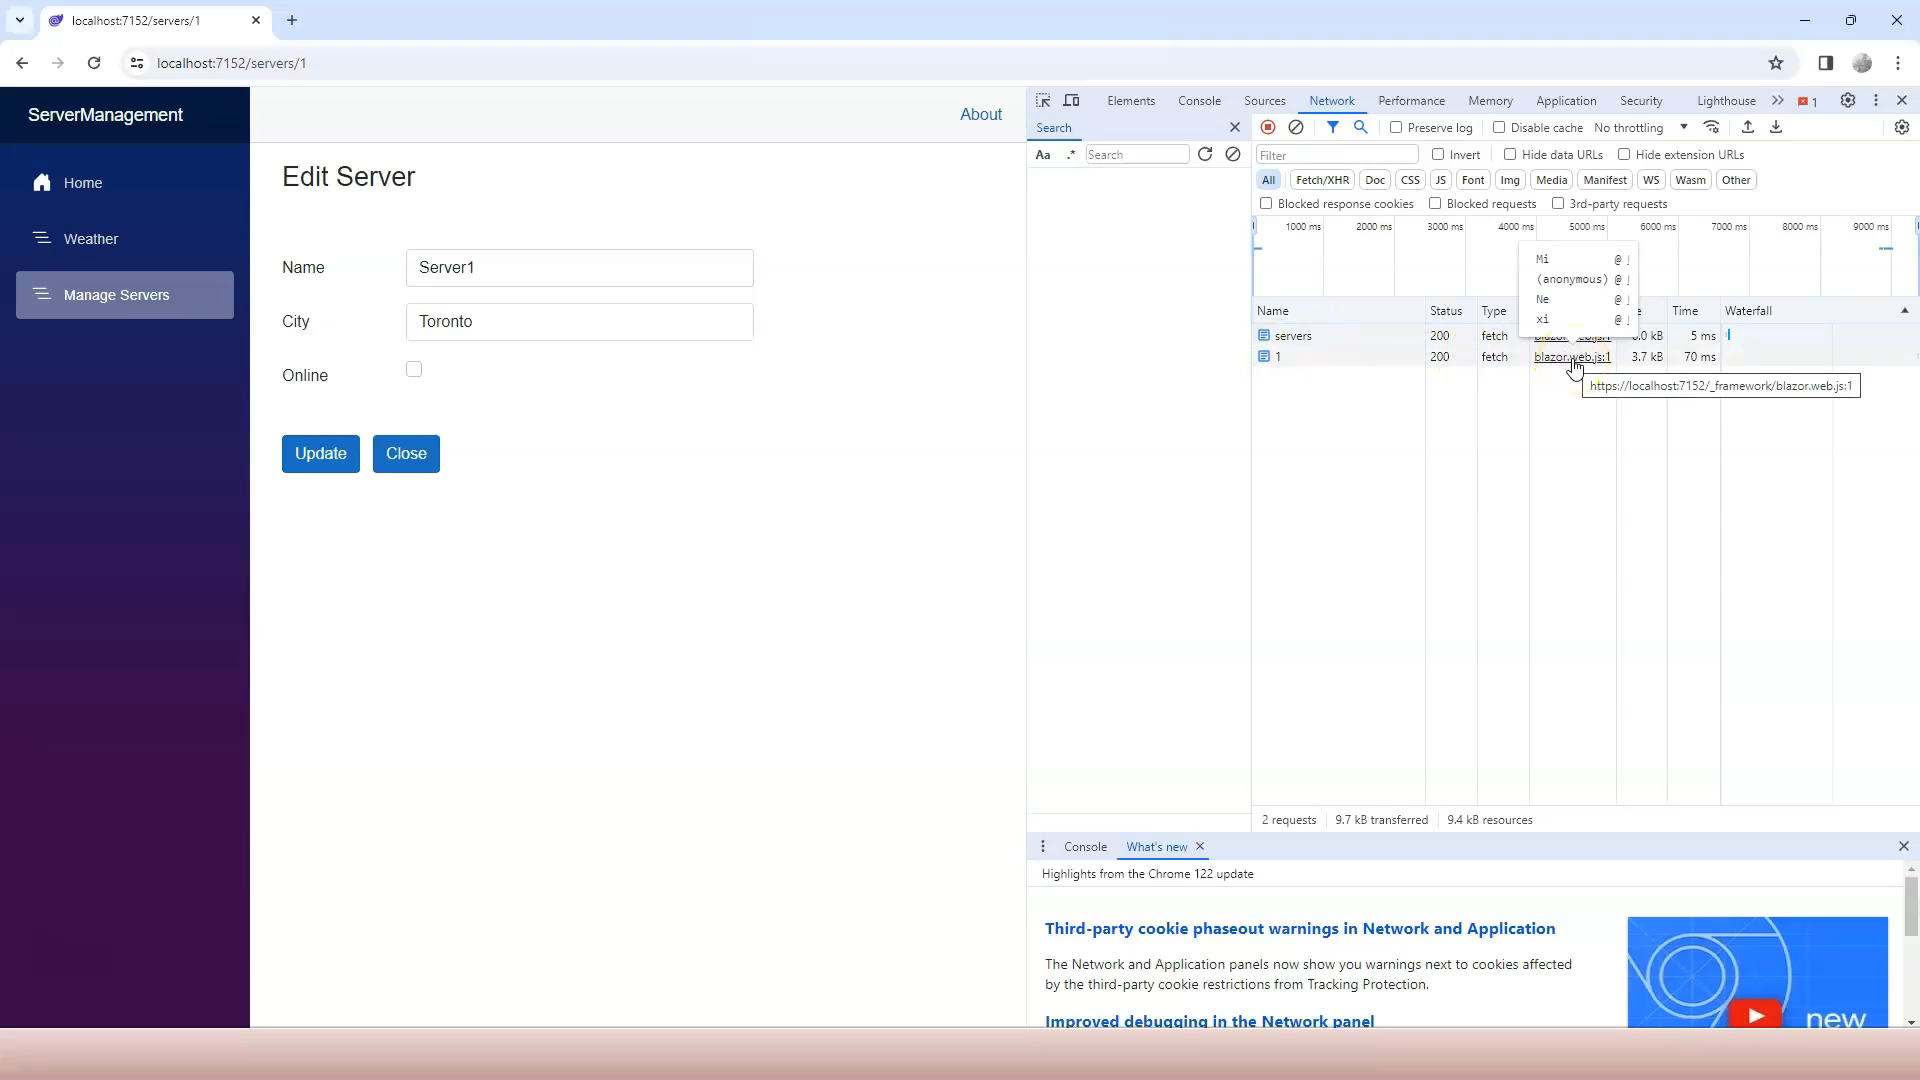 localhost:7152/servers/1
localhost:7152/servers/1
ServerManagement
Home
Weather
Manage Servers
About
Edit Server
Name
Server1
City
Toronto
Online
Update
Close
Elements
Console
Sources
Network
Performance
Memory
Application
Security
Lighthouse
1
Search
Preserve log
Disable cache
No throttling
Aa
.*
Search
Filter
Invert
Hide data URLs
Hide extension URLs
All
Fetch/XHR
Doc
CSS
JS
Font
Img
Media
Manifest
WS
Wasm
Other
Blocked response cookies
Blocked requests
3rd-party requests
1000 ms
2000 ms
3000 ms
4000 ms
5000 ms
6000 ms
7000 ms
8000 ms
9000 ms
Mi @
(anonymous) @
Ne @
xi @
Name
Status
Type
Time
Waterfall
servers 200 fetch .0 kB 5 ms
1 200 fetch blazor.web.js:1 3.7 kB 70 ms
https://localhost:7152/_framework/blazor.web.js:1
2 requests
9.7 kB transferred
9.4 kB resources
Console
What's new
Highlights from the Chrome 122 update
Third-party cookie phaseout warnings in Network and Application
The Network and Application panels now show you warnings next to cookies affected
by the third-party cookie restrictions from Tracking Protection.
Improved debugging in the Network panel
new